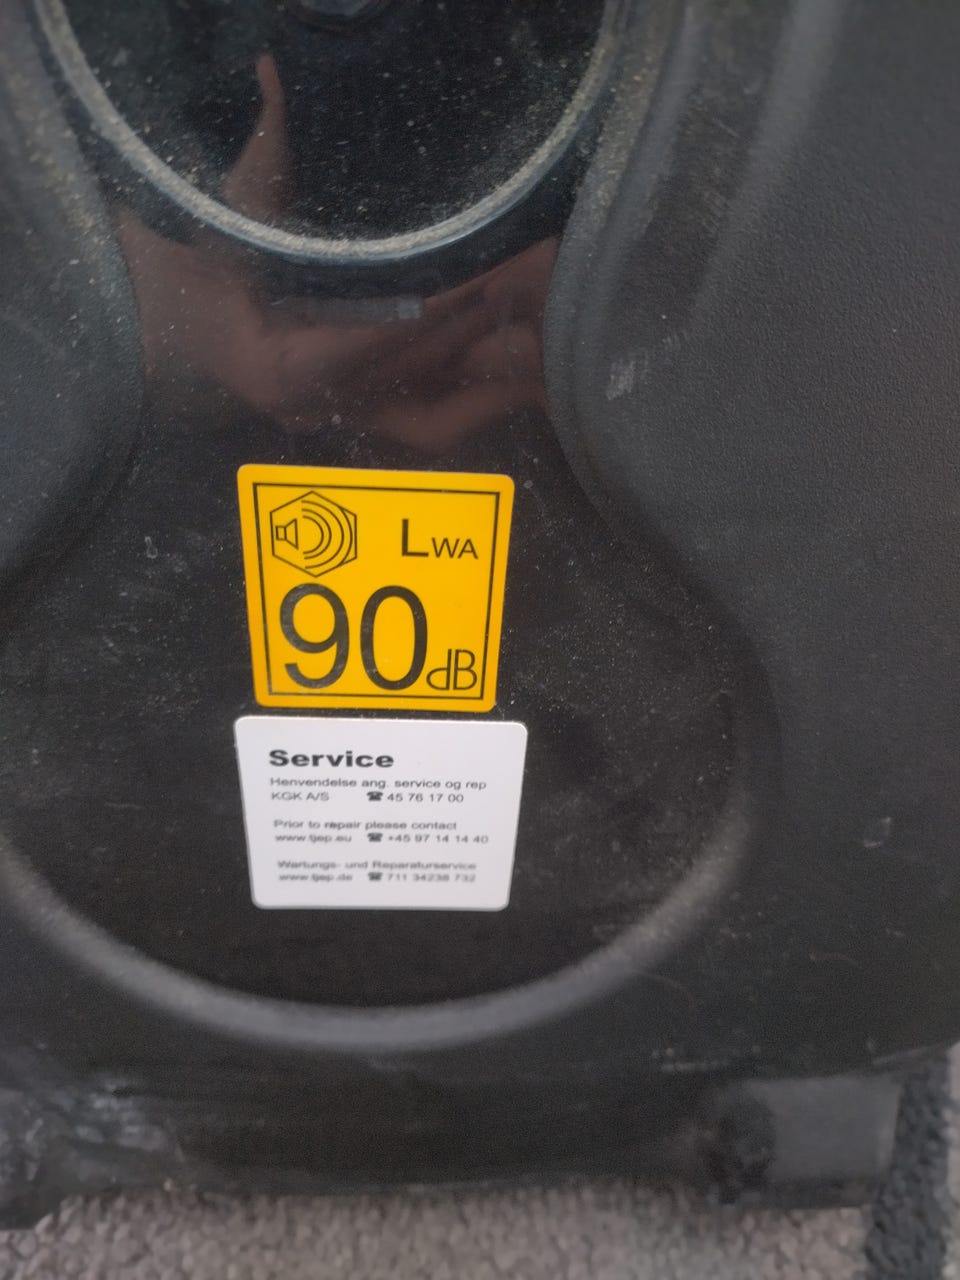 LWA
90dB
Service
Henvendelse ang. service og rep
KGK A/S ☎ 45 76 17 00
Prior to repair please contact
www.tjep.eu ☎ +45 97 14 14 40
Wartungs- und Reparaturservice
www.tjep.de ☎ 711 34238 732